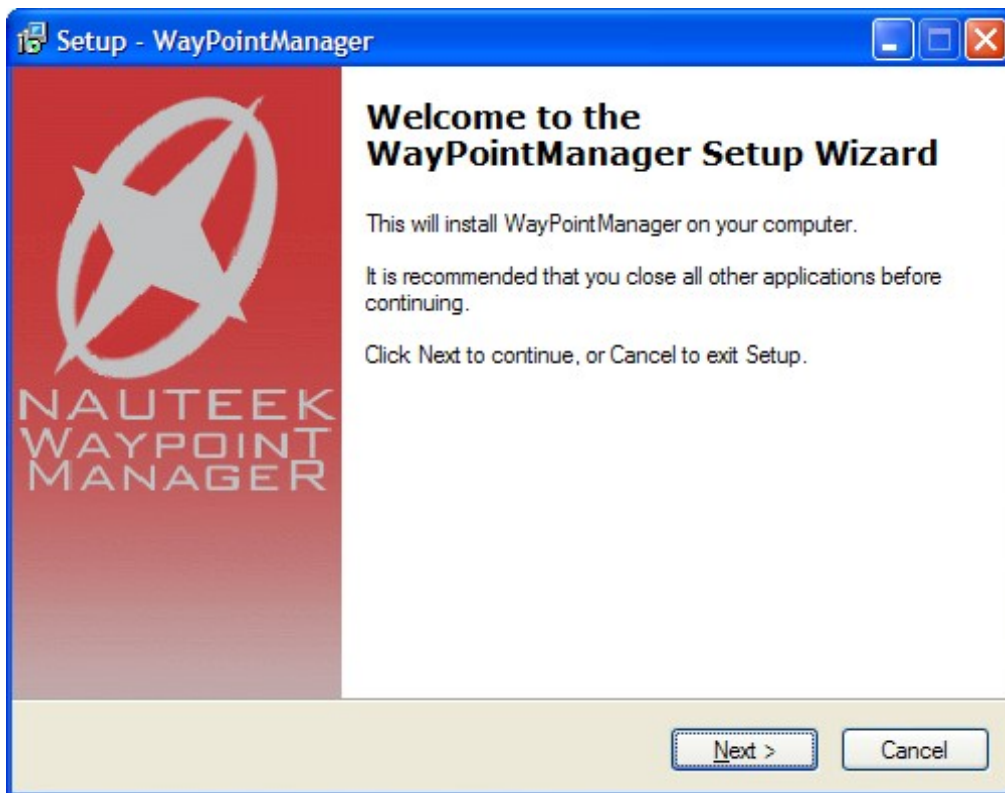 Setup - WayPointManager
NAUTEEK
WAYPOINT
MANAGER
Welcome to the
WayPointManager Setup Wizard
This will install WayPointManager on your computer.
It is recommended that you close all other applications before
continuing.
Click Next to continue, or Cancel to exit Setup.
Next >
Cancel